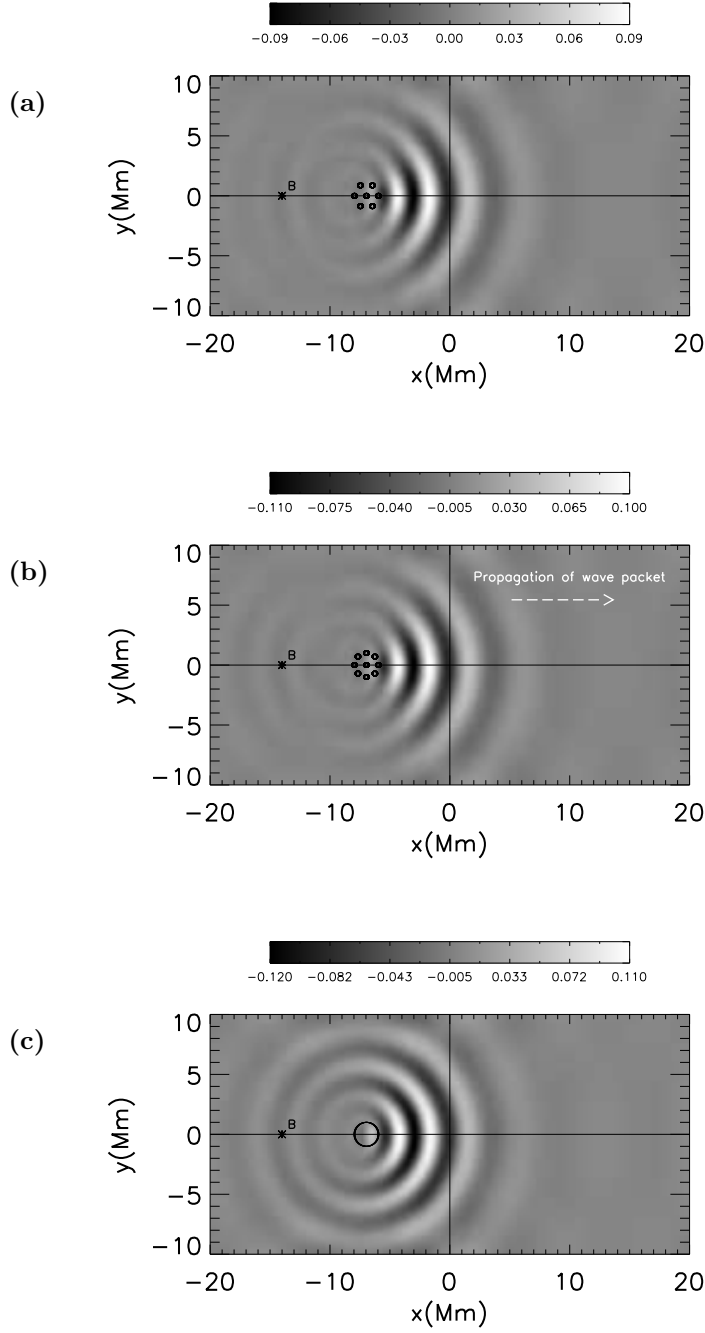 -0.09 -0.06 -0.03 0.00 0.03 0.06 0.09
(a)
10
5
0
-5
-10
y(Mm)
B
-20 -10 0 10 20
x(Mm)
-0.110 -0.075 -0.040 -0.005 0.030 0.065 0.100
(b)
10
5
0
-5
-10
y(Mm)
B
Propagation of wave packet
-20 -10 0 10 20
x(Mm)
-0.120 -0.082 -0.043 -0.005 0.033 0.072 0.110
(c)
10
5
0
-5
-10
y(Mm)
B
-20 -10 0 10 20
x(Mm)